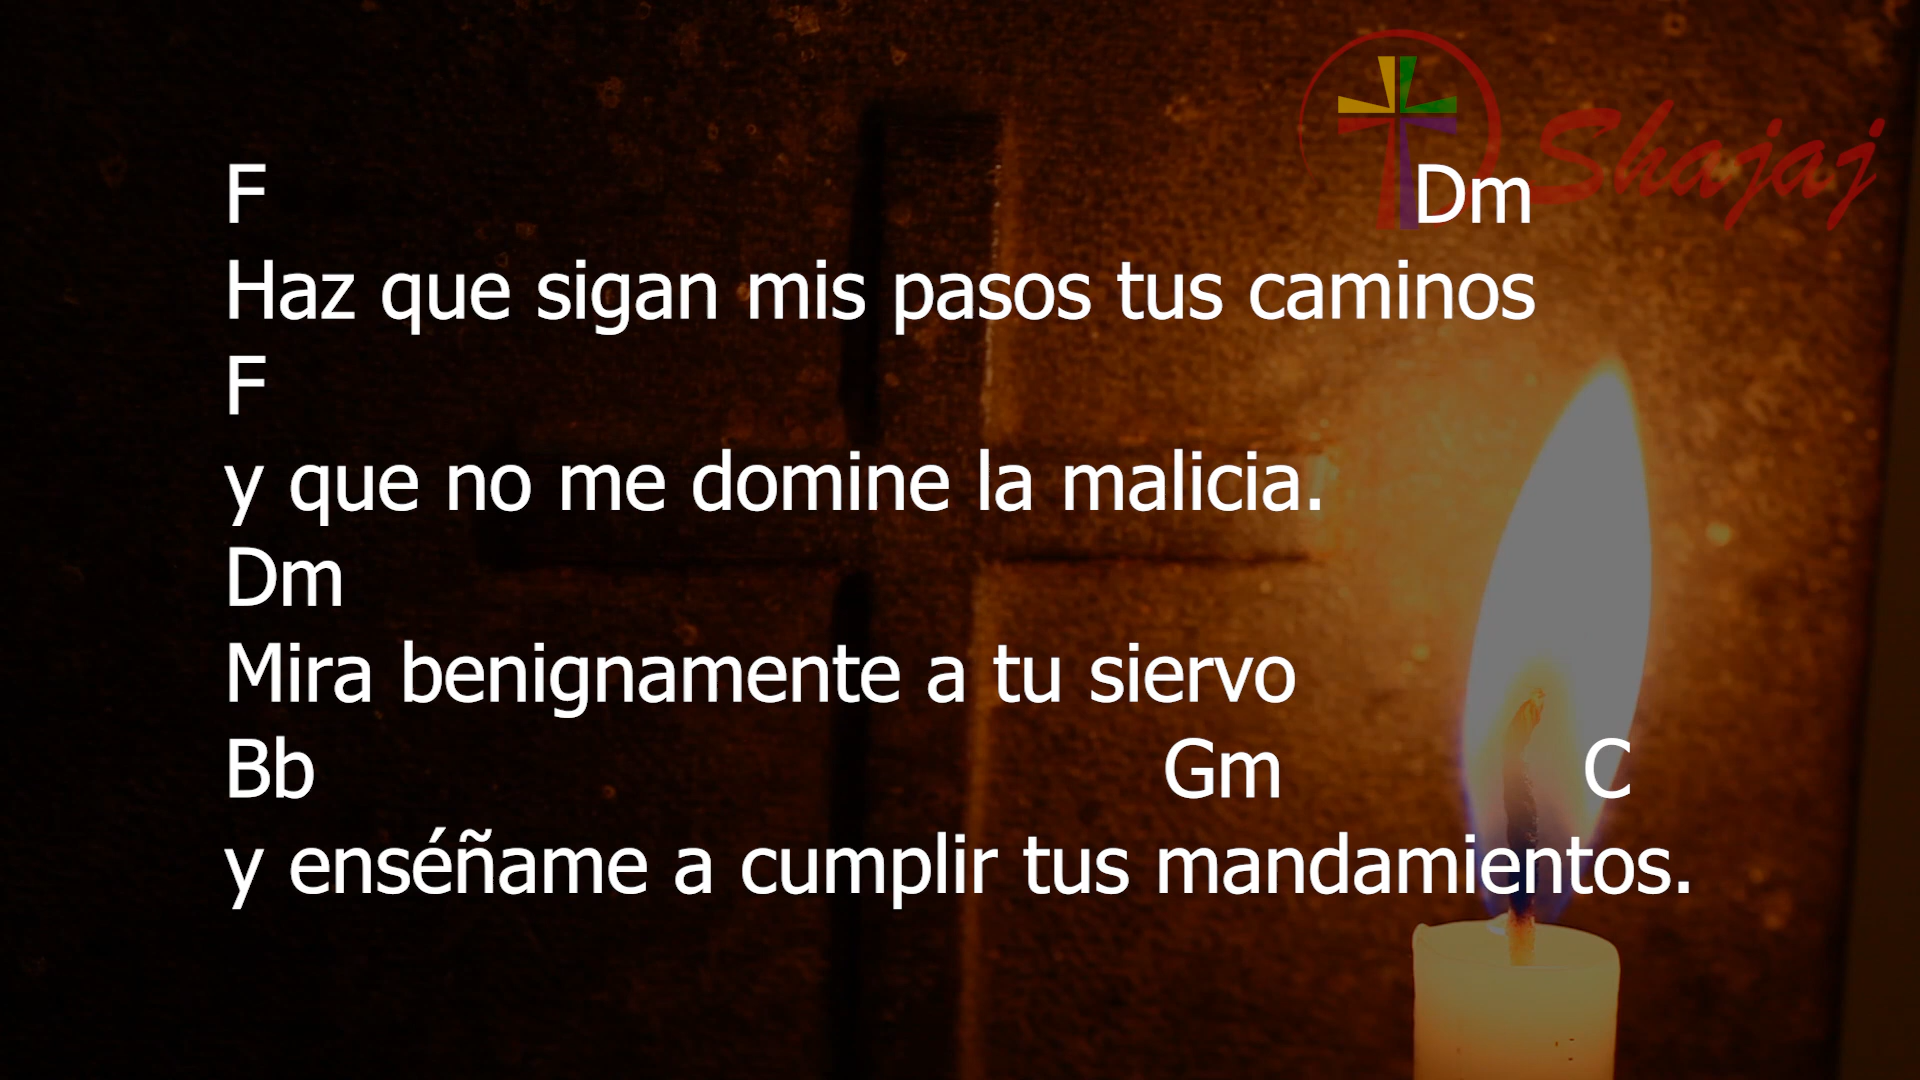 Shajaj
F Dm
Haz que sigan mis pasos tus caminos
F
y que no me domine la malicia.
Dm
Mira benignamente a tu siervo
Bb Gm C
y enséñame a cumplir tus mandamientos.